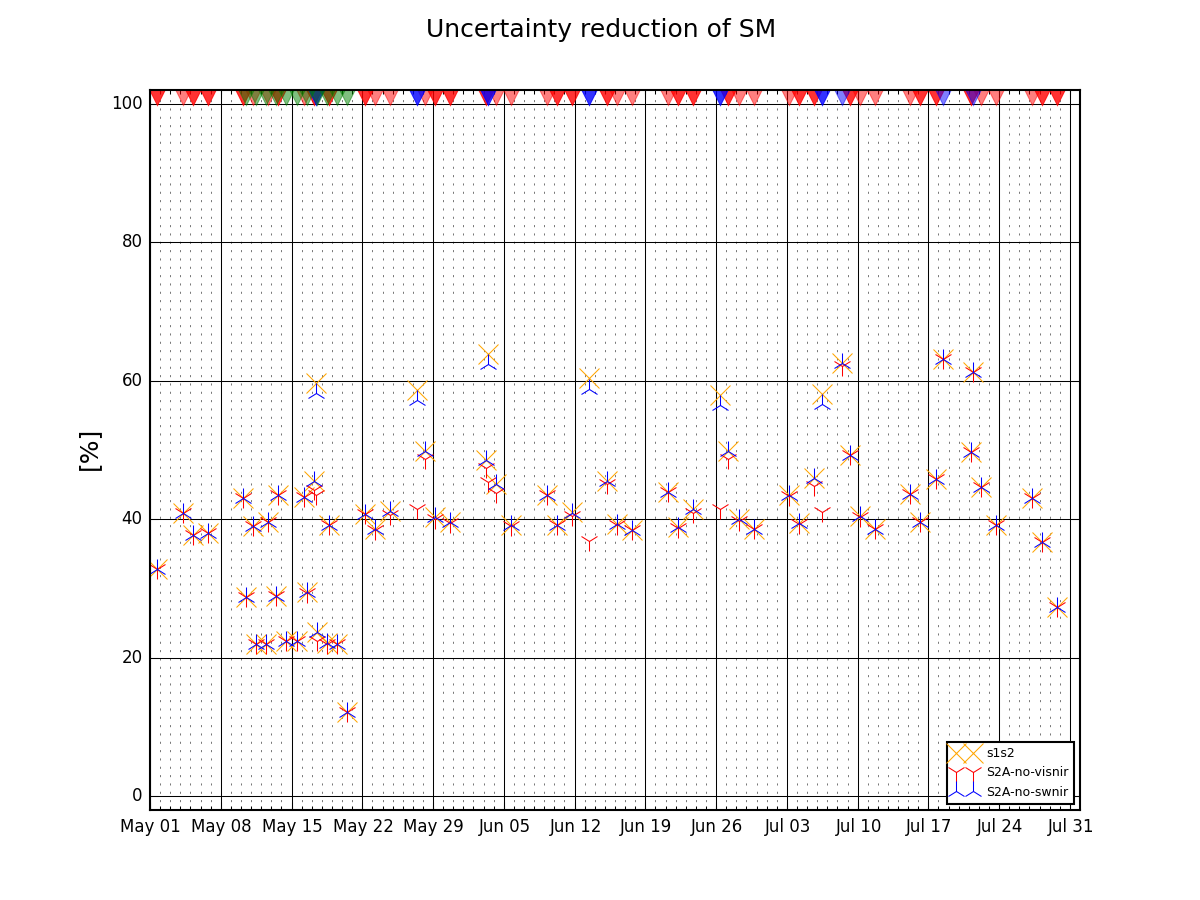 Uncertainty reduction of SM
100
80
60
40
20
0
[%]
May 01 May 08 May 15 May 22 May 29 Jun 05 Jun 12 Jun 19 Jun 26 Jul 03 Jul 10 Jul 17 Jul 24 Jul 31
s1s2
S2A-no-visnir
S2A-no-swnir